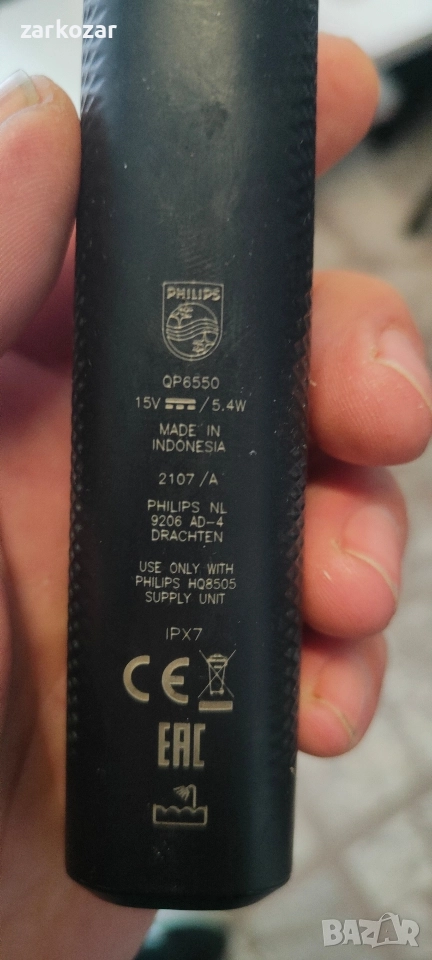 zarkozar
PHILIPS
QP6550
15V ⎓ / 5.4W
MADE IN
INDONESIA
2107 /A
PHILIPS NL
9206 AD-4
DRACHTEN
USE ONLY WITH
PHILIPS HQ8505
SUPPLY UNIT
IPX7
CE
EAC
BAZAR